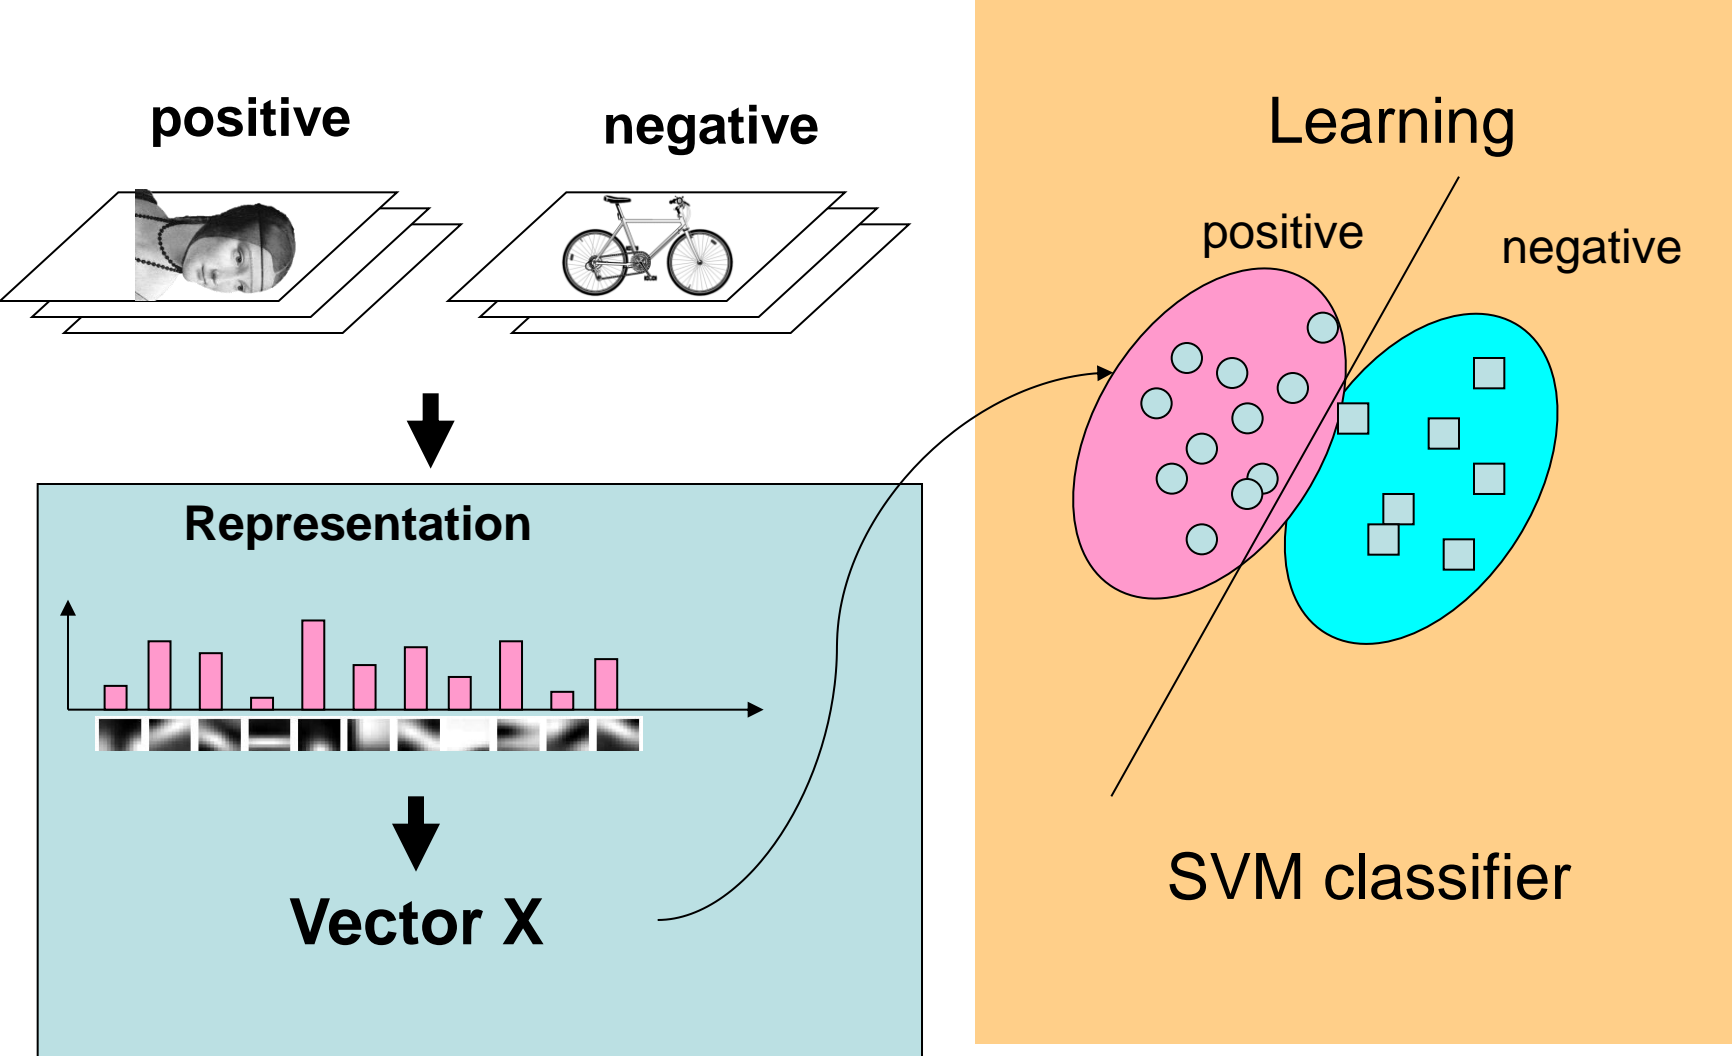 positive
negative
Representation
Vector X
Learning
positive
negative
SVM classifier